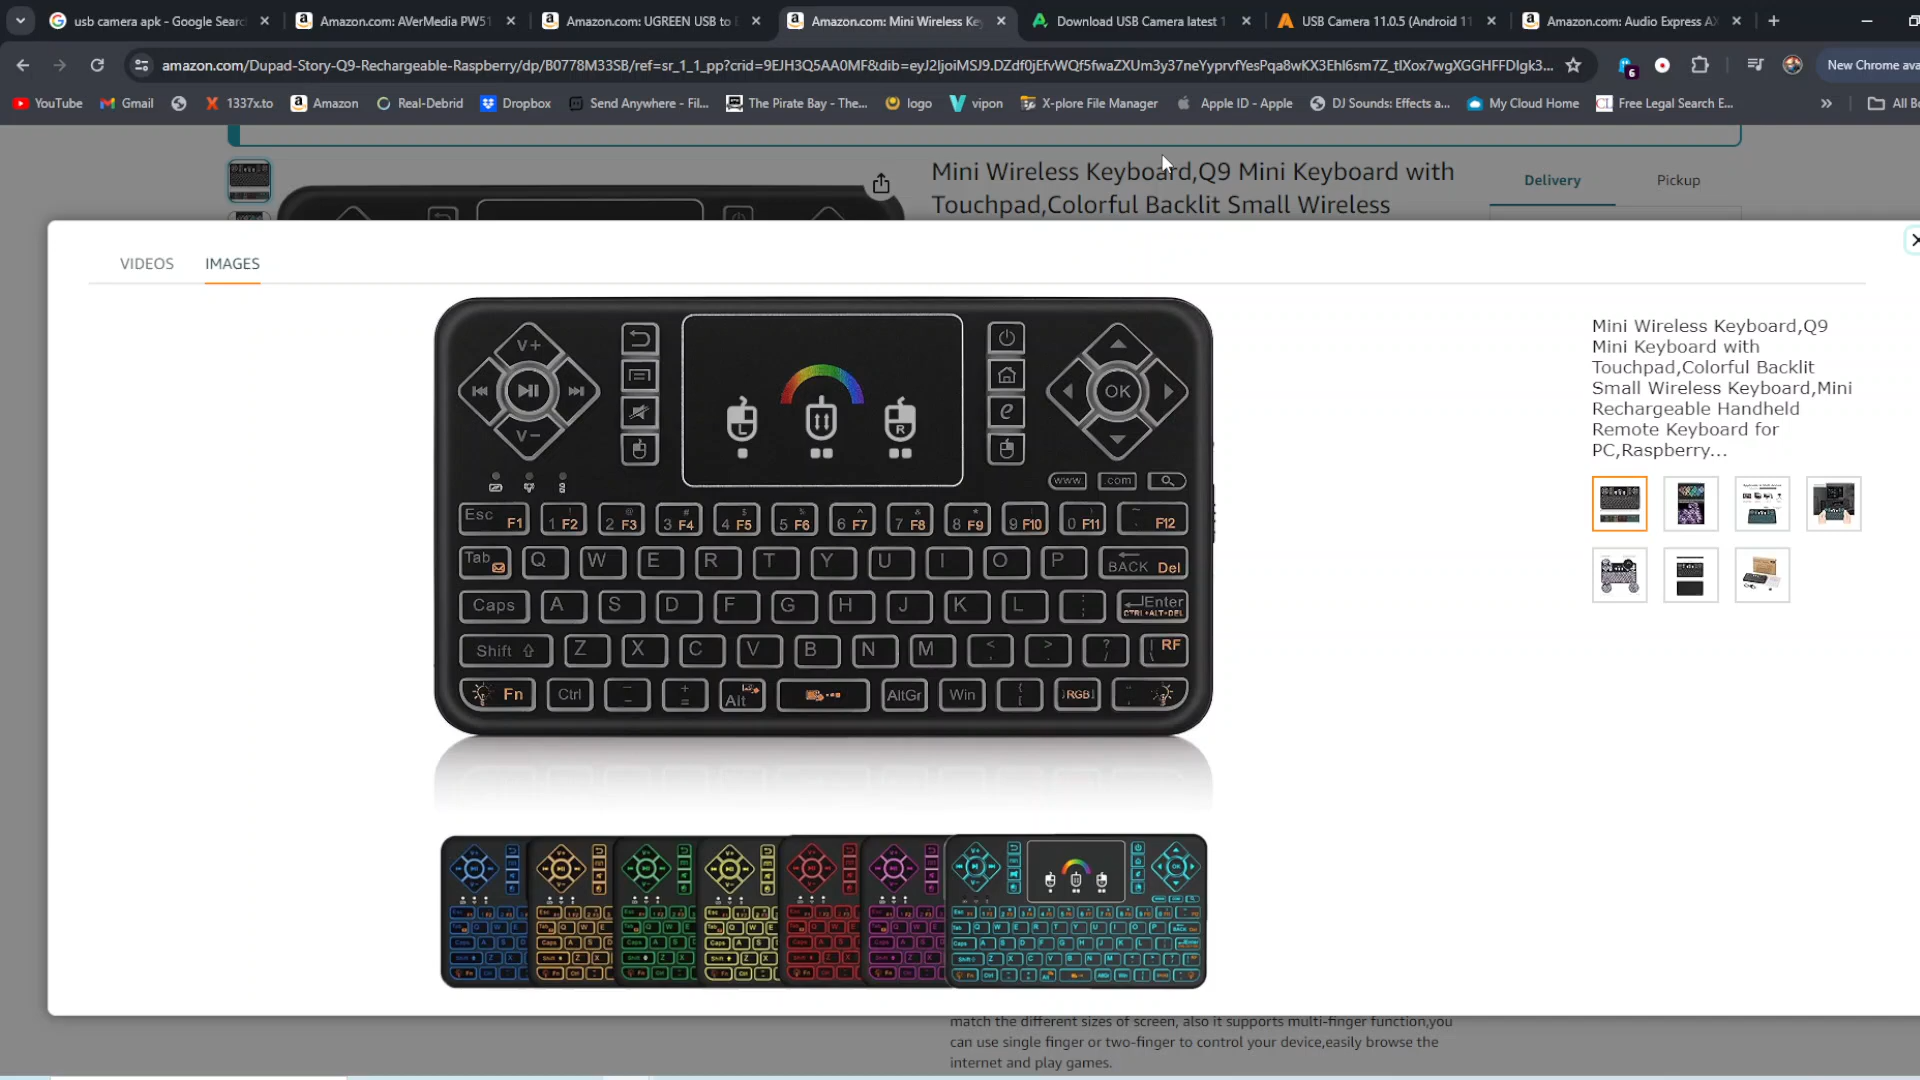 usb camera apk - Google Sear
Amazon.com: AVerMedia PW51
Amazon.com: UGREEN USB to E
Amazon.com: Mini Wireless Ke
Download USB Camera latest 1
USB Camera 11.0.5 (Android 11
Amazon.com: Audio Express AX
amazon.com/Dupad-Story-Q9-Rechargeable-Raspberry/dp/B0778M33SB/ref=sr_1_1_pp?crid=9EJH3Q5AA0MF&dib=eyJ2IjoiMSJ9.DZdf0jEfvWQf5fwaZXUm3y37neYyprvfYesPqa8wKX3EhI6sm7Z_tlXox7wgXGGHFFDIgk3...
6
New Chrome ava
YouTube
Gmail
1337x.to
Amazon
Real-Debrid
Dropbox
Send Anywhere - Fil...
The Pirate Bay - The...
logo
vipon
X-plore File Manager
Apple ID - Apple
DJ Sounds: Effects a...
My Cloud Home
CL Free Legal Search E...
All Bo
Mini Wireless Keyboard,Q9 Mini Keyboard with
Touchpad,Colorful Backlit Small Wireless
Delivery
Pickup
VIDEOS
IMAGES
V+
V-
L
R
e
OK
www.
.com
Esc F1 ! 2 F2 @ 2 F3 # 3 F4 $ 4 F5 5 F6 6 F7 7 F8 * 8 F9 9 F10 0 F11 F12
Tab Q W E R T Y U I O P BACK Del
Caps A S D F G H J K L ; Enter
CTRL+ALT+DEL
Shift Z X C V B N M < , > . ? / | \ RF
Fn Ctrl _ - + = Alt AltGr Win { [ RGB
Mini Wireless Keyboard,Q9
Mini Keyboard with
Touchpad,Colorful Backlit
Small Wireless Keyboard,Mini
Rechargeable Handheld
Remote Keyboard for
PC,Raspberry...
match the different sizes of screen, also it supports multi-finger function,you
can use single finger or two-finger to control your device,easily browse the
internet and play games.